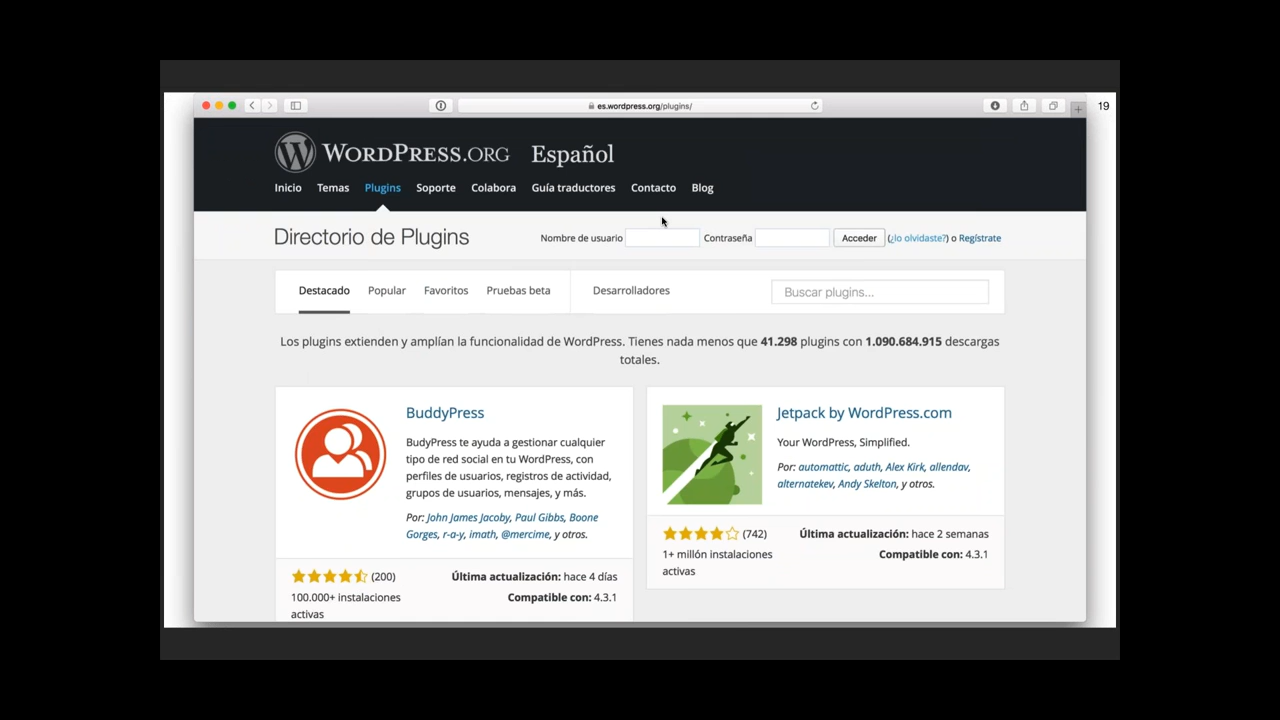 es.wordpress.org/plugins/
19
WORDPRESS.ORG Español
Inicio Temas Plugins Soporte Colabora Guía traductores Contacto Blog
Directorio de Plugins
Nombre de usuario Contraseña Acceder (¿lo olvidaste?) o Regístrate
Destacado Popular Favoritos Pruebas beta Desarrolladores Buscar plugins...
Los plugins extienden y amplían la funcionalidad de WordPress. Tienes nada menos que 41.298 plugins con 1.090.684.915 descargas
totales.
BuddyPress
BudyPress te ayuda a gestionar cualquier
tipo de red social en tu WordPress, con
perfiles de usuarios, registros de actividad,
grupos de usuarios, mensajes, y más.
Por: John James Jacoby, Paul Gibbs, Boone
Gorges, r-a-y, imath, @mercime, y otros.
(200)
100.000+ instalaciones
activas
Última actualización: hace 4 días
Compatible con: 4.3.1
Jetpack by WordPress.com
Your WordPress, Simplified.
Por: automattic, aduth, Alex Kirk, allendav,
alternatekev, Andy Skelton, y otros.
(742)
1+ millón instalaciones
activas
Última actualización: hace 2 semanas
Compatible con: 4.3.1